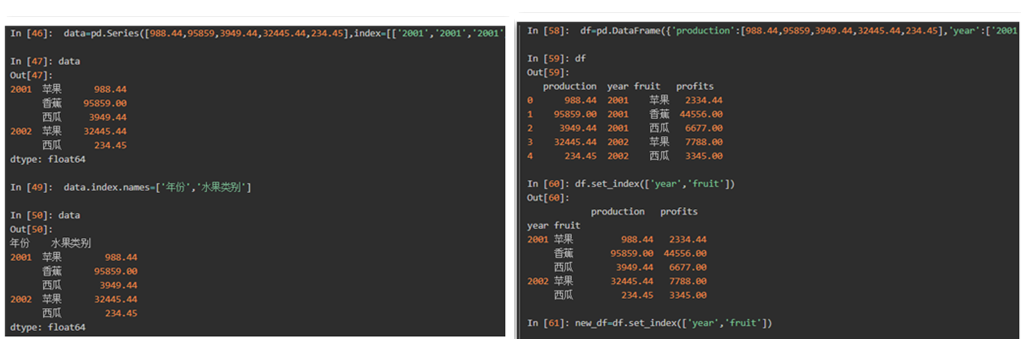 In [46]: data=pd.Series([988.44,95859,3949.44,32445.44,234.45],index=[['2001','2001','2001'
In [47]: data
Out[47]:
2001 苹果 988.44
香蕉 95859.00
西瓜 3949.44
2002 苹果 32445.44
西瓜 234.45
dtype: float64
In [49]: data.index.names=['年份','水果类别']
In [50]: data
Out[50]:
年份 水果类别
2001 苹果 988.44
香蕉 95859.00
西瓜 3949.44
2002 苹果 32445.44
西瓜 234.45
dtype: float64
In [58]: df=pd.DataFrame({'production':[988.44,95859,3949.44,32445.44,234.45],'year':['2001
In [59]: df
Out[59]:
production year fruit profits
0 988.44 2001 苹果 2334.44
1 95859.00 2001 香蕉 44556.00
2 3949.44 2001 西瓜 6677.00
3 32445.44 2002 苹果 7788.00
4 234.45 2002 西瓜 3345.00
In [60]: df.set_index(['year','fruit'])
Out[60]:
production profits
year fruit
2001 苹果 988.44 2334.44
香蕉 95859.00 44556.00
西瓜 3949.44 6677.00
2002 苹果 32445.44 7788.00
西瓜 234.45 3345.00
In [61]: new_df=df.set_index(['year','fruit'])